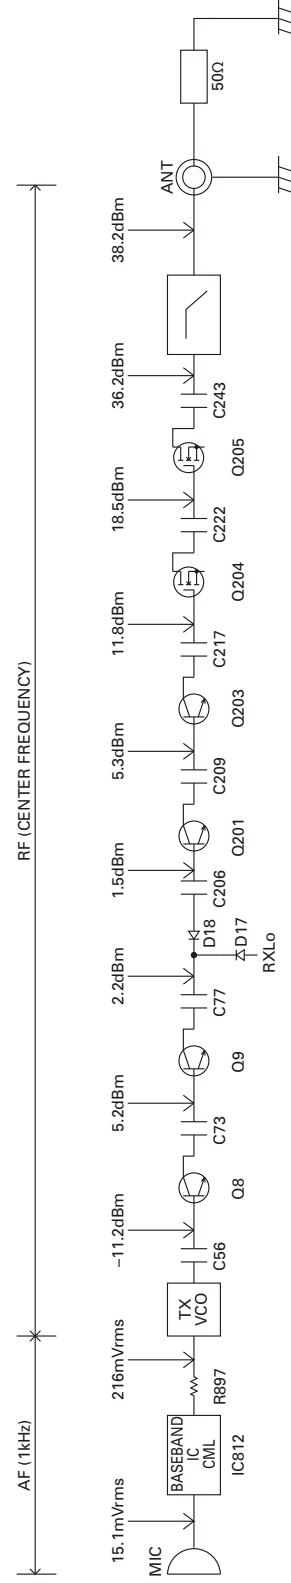 AF (1kHz)
RF (CENTER FREQUENCY)
15.1mVrms
216mVrms
−11.2dBm
5.2dBm
2.2dBm
1.5dBm
5.3dBm
11.8dBm
18.5dBm
36.2dBm
38.2dBm
MIC
BASEBAND
IC
CML
IC812
R897
TX
VCO
C56
Q8
C73
Q9
C77
D18
D17
RXLo
C206
Q201
C209
Q203
C217
Q204
C222
Q205
C243
ANT
50Ω